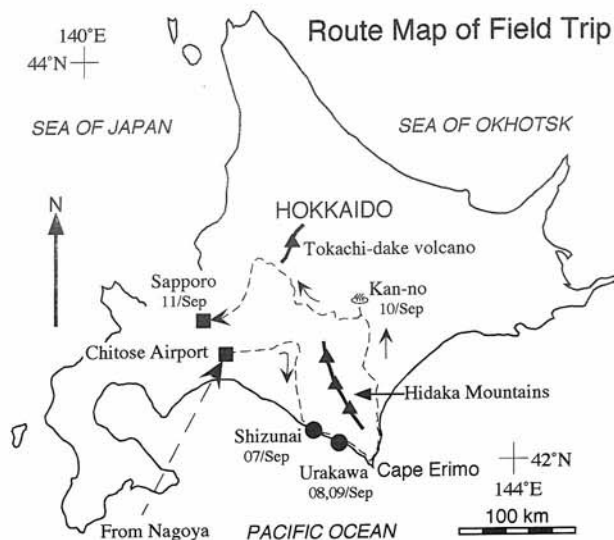 Route Map of Field Trip
140°E
44°N
SEA OF JAPAN
SEA OF OKHOTSK
N
HOKKAIDO
Tokachi-dake volcano
Sapporo
11/Sep
Kan-no
10/Sep
Chitose Airport
Hidaka Mountains
Shizunai
07/Sep
Urakawa
08,09/Sep
Cape Erimo
42°N
144°E
From Nagoya
PACIFIC OCEAN
100 km